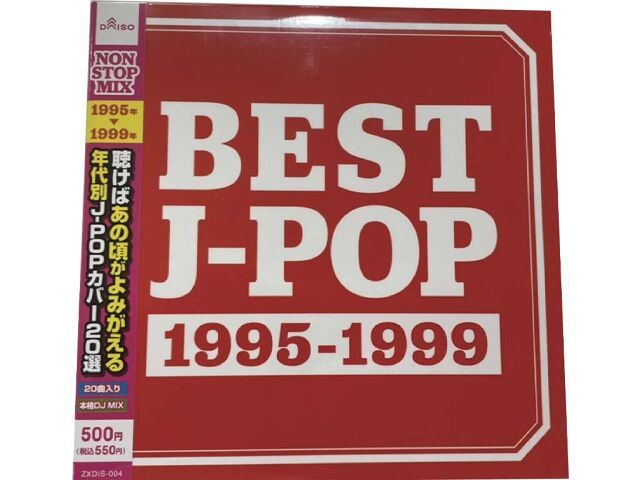 DAISO
NON
STOP
MIX
1995年
▼
1999年
聴けばあの頃がよみがえる
年代別J-POPカバー20選
20曲入り
本格DJ MIX
500円
(税込550円)
ZXDIS-004
BEST
J-POP
1995-1999